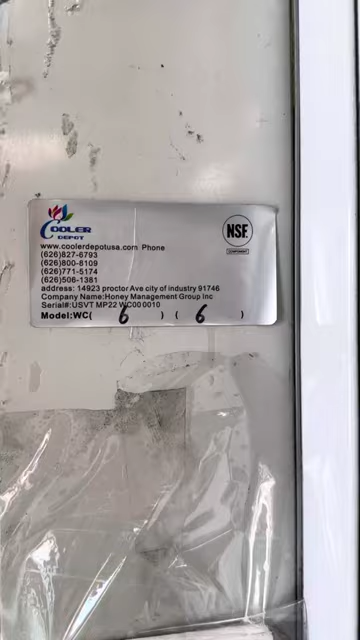 COOLER
DEPOT
NSF.
COMPONENT
www.coolerdepotusa.com Phone
(626)827-6793
(626)800-8109
(626)771-5174
(626)506-1381
address: 14923 proctor Ave city of industry 91746
Company Name:Honey Management Group Inc
Serial#:USVT MP22 WC000010
Model:WC( 6 ) ( 6 )